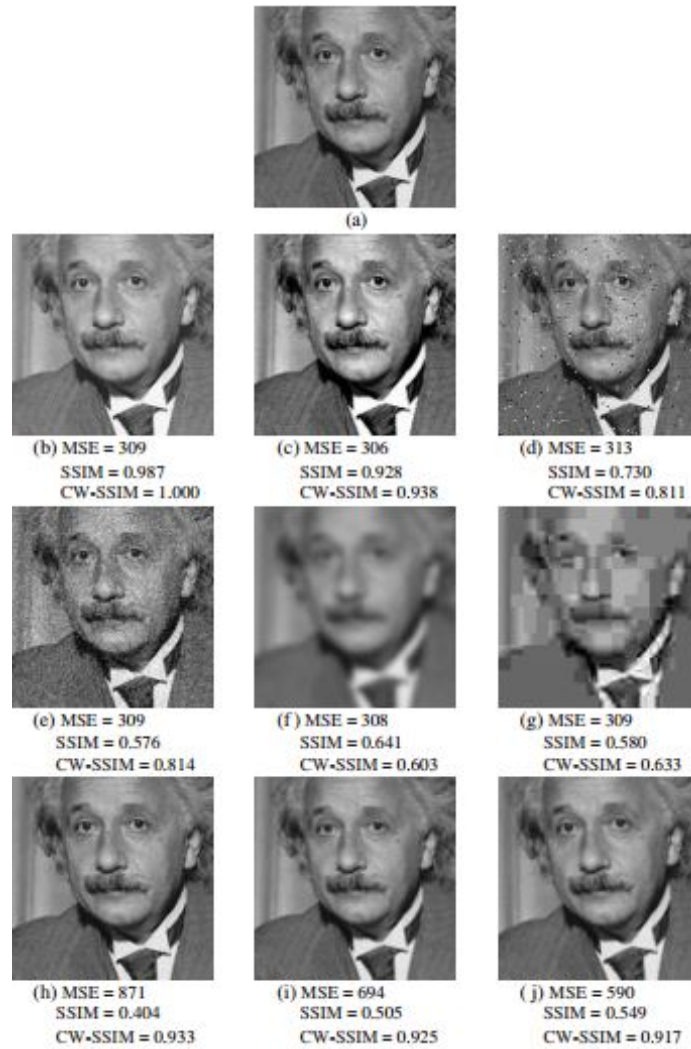 (a)
(b) MSE = 309
SSIM = 0.987
CW-SSIM = 1.000
(c) MSE = 306
SSIM = 0.928
CW-SSIM = 0.938
(d) MSE = 313
SSIM = 0.730
CW-SSIM = 0.811
(e) MSE = 309
SSIM = 0.576
CW-SSIM = 0.814
(f) MSE = 308
SSIM = 0.641
CW-SSIM = 0.603
(g) MSE = 309
SSIM = 0.580
CW-SSIM = 0.633
(h) MSE = 871
SSIM = 0.404
CW-SSIM = 0.933
(i) MSE = 694
SSIM = 0.505
CW-SSIM = 0.925
(j) MSE = 590
SSIM = 0.549
CW-SSIM = 0.917